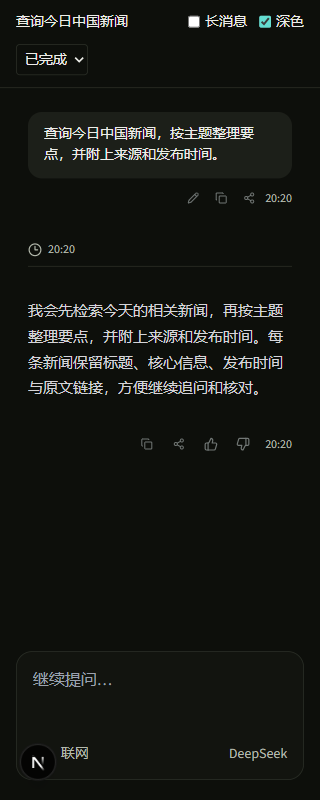 查询今日中国新闻
长消息
深色
已完成
查询今日中国新闻，按主题整理要
点，并附上来源和发布时间。
20:20
20:20
我会先检索今天的相关新闻，再按主题
整理要点，并附上来源和发布时间。每
条新闻保留标题、核心信息、发布时间
与原文链接，方便继续追问和核对。
20:20
继续提问…
N
联网
DeepSeek